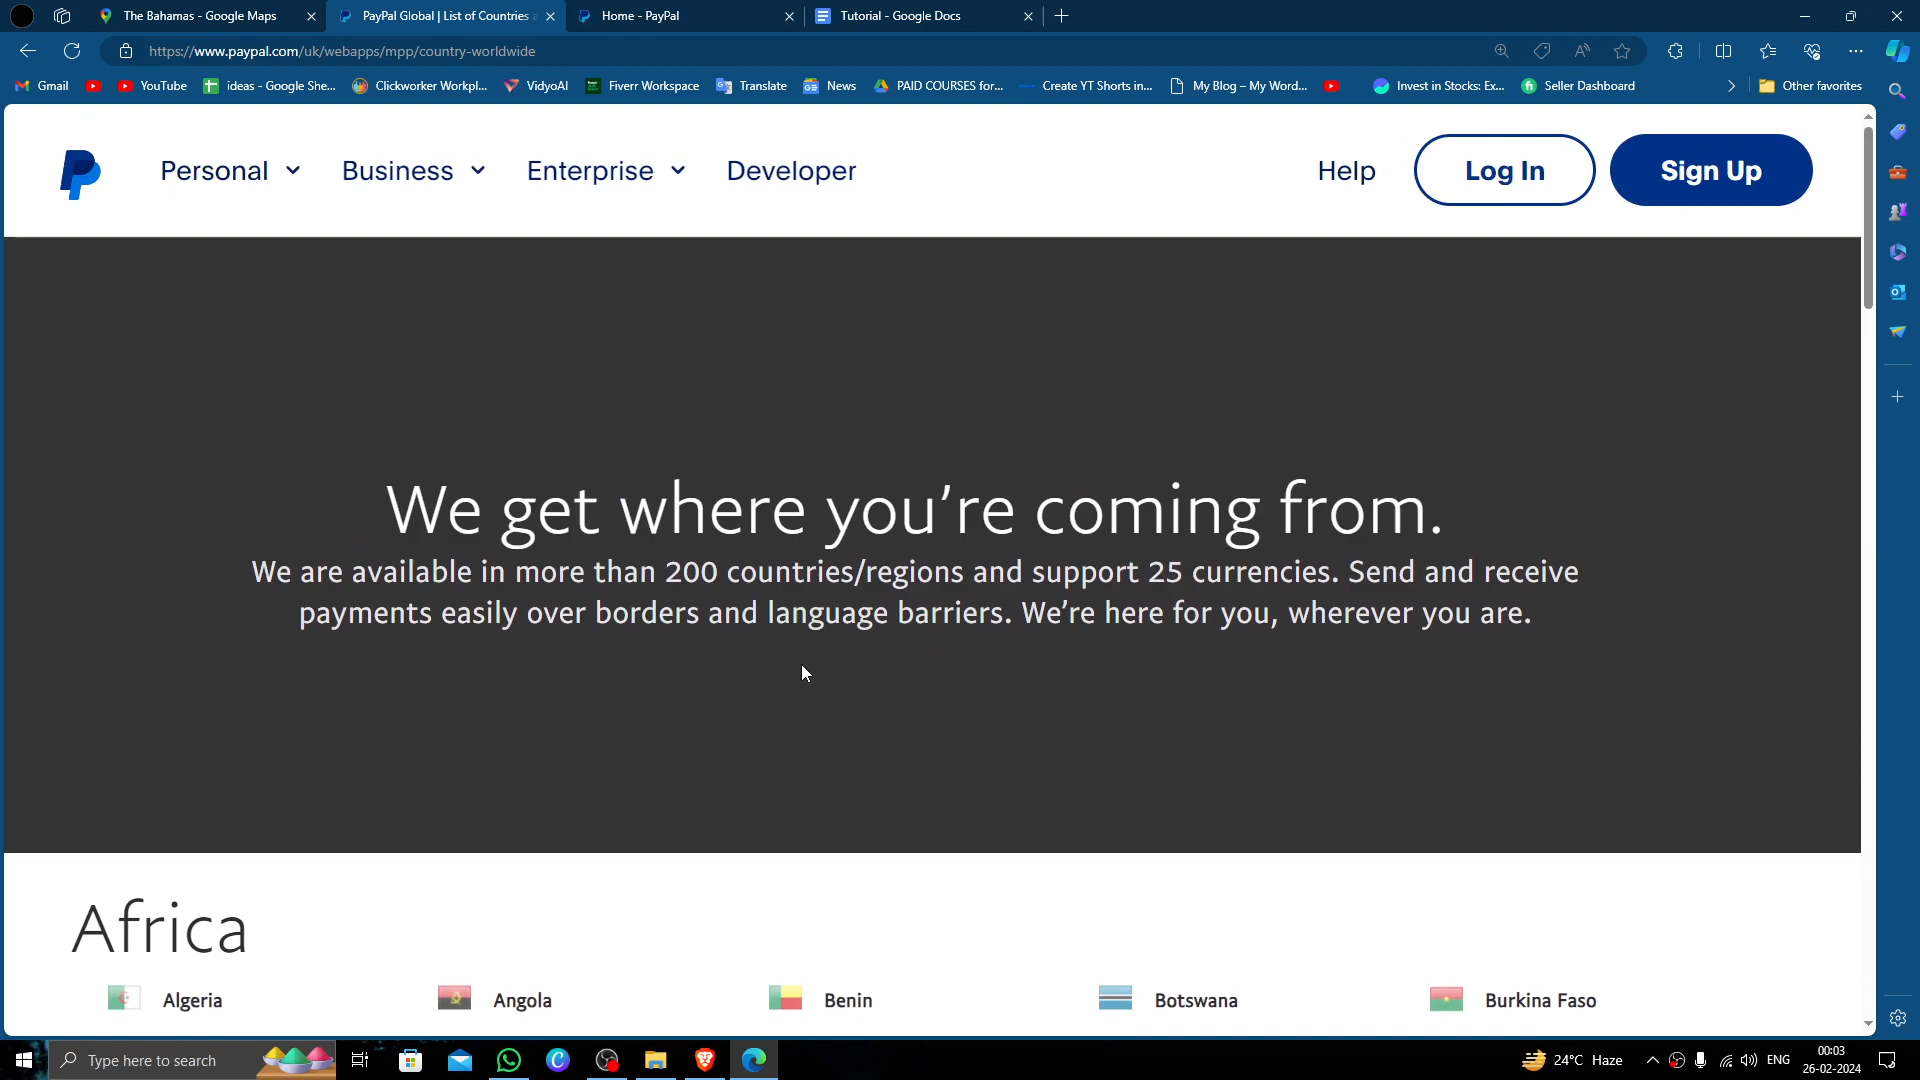 The Bahamas - Google Maps
PayPal Global | List of Countries a
Home - PayPal
Tutorial - Google Docs
https://www.paypal.com/uk/webapps/mpp/country-worldwide
Gmail
YouTube
ideas - Google She...
Clickworker Workpl...
VidyoAI
Fiverr Workspace
Translate
News
PAID COURSES for...
Create YT Shorts in...
My Blog – My Word...
Invest in Stocks: Ex...
Seller Dashboard
Other favorites
Personal
Business
Enterprise
Developer
Help
Log In
Sign Up
We get where you’re coming from.
We are available in more than 200 countries/regions and support 25 currencies. Send and receive
payments easily over borders and language barriers. We’re here for you, wherever you are.
Africa
Algeria
Angola
Benin
Botswana
Burkina Faso
Type here to search
24°C Haze
ENG
00:03
26-02-2024